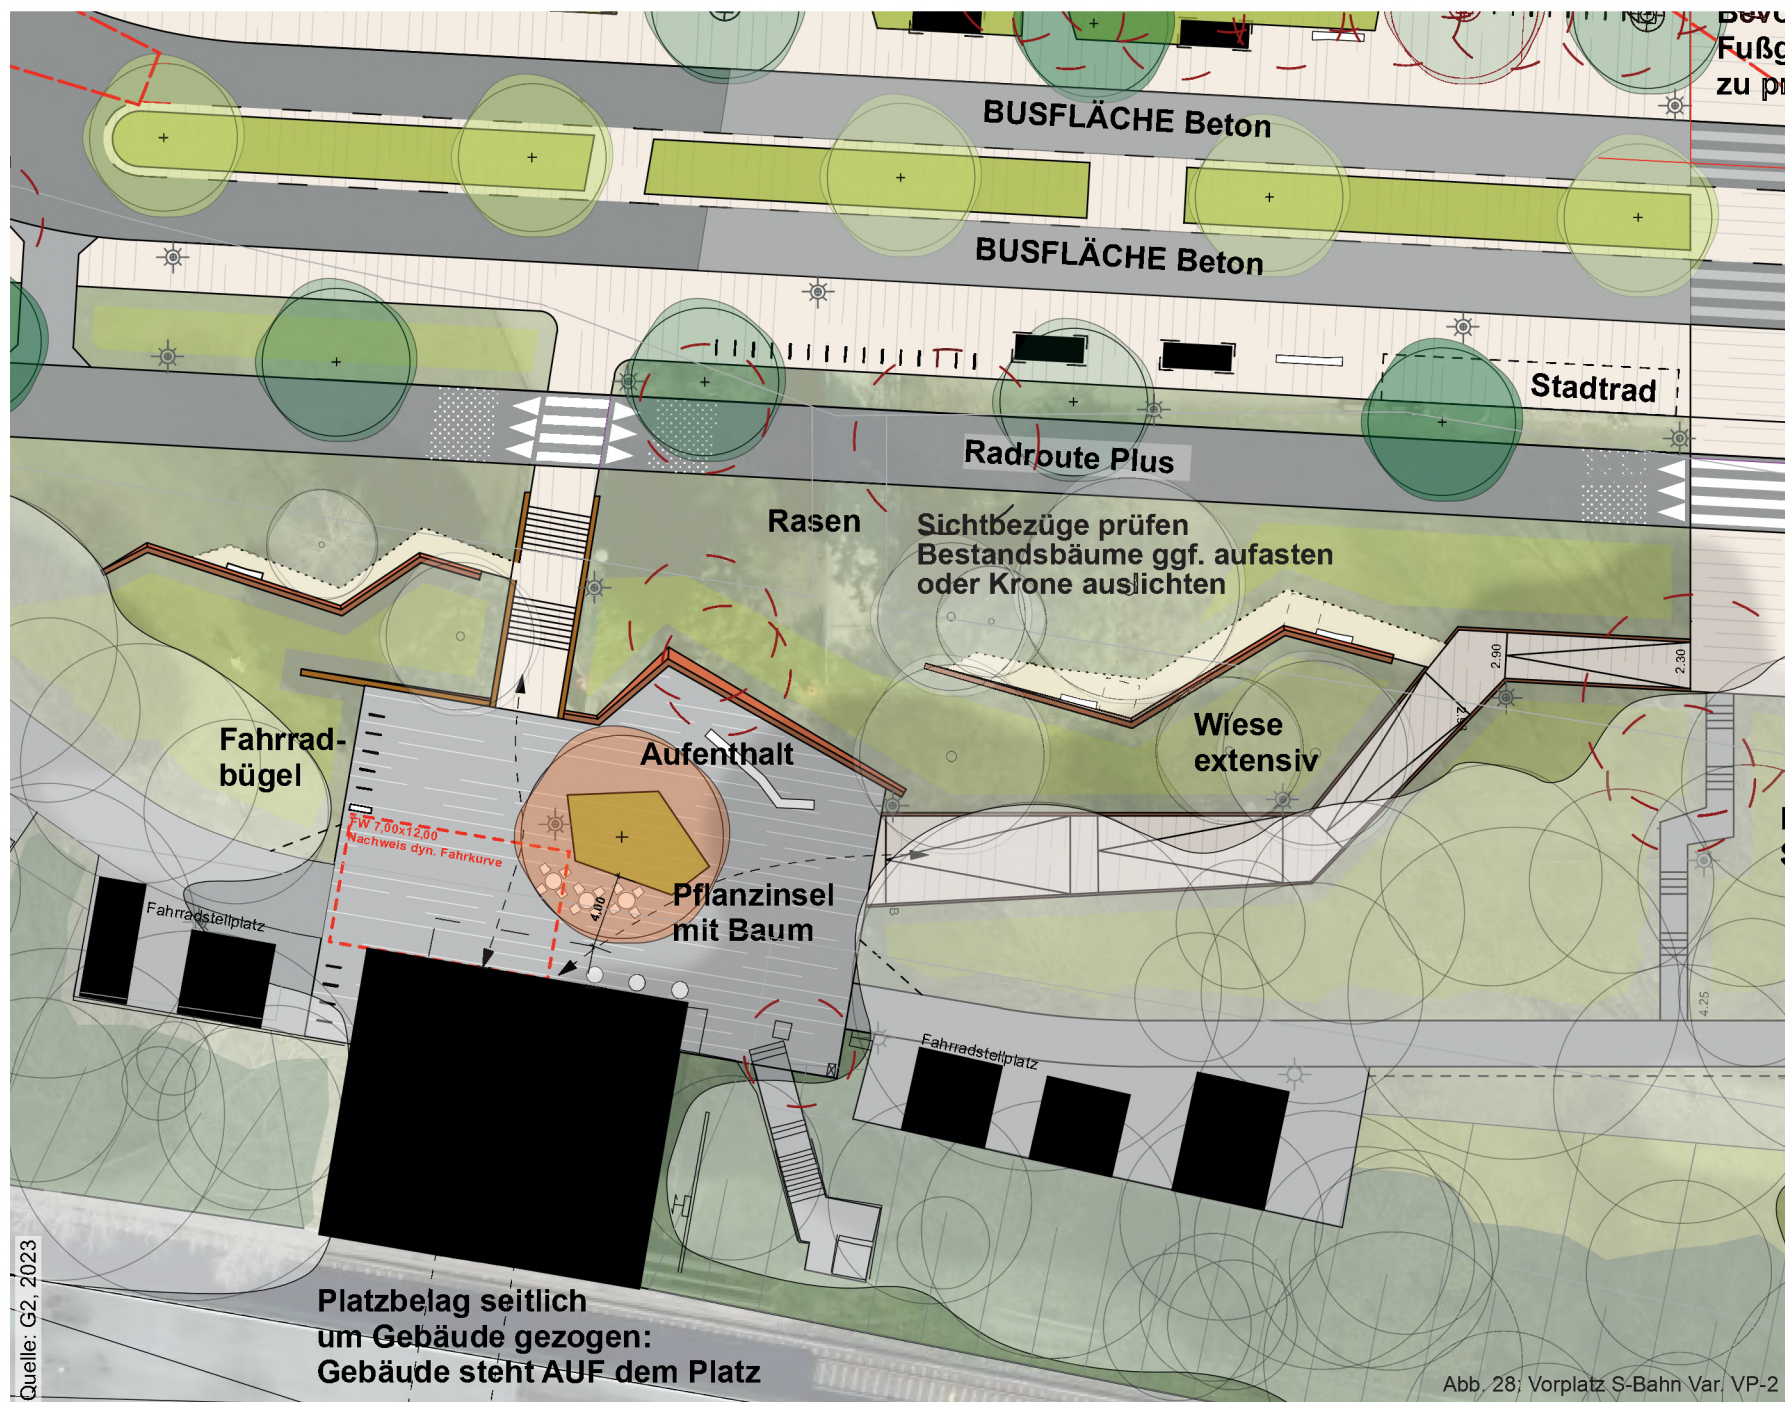 Fußg
zu pr
BUSFLÄCHE Beton
BUSFLÄCHE Beton
Stadtrad
Radroute Plus
Rasen
Sichtbezüge prüfen
Bestandsbäume ggf. aufasten
oder Krone auslichten
2.90
2.30
Wiese
extensiv
Fahrrad-
bügel
Aufenthalt
FW 7,00x12,00
Nachweis dyn. Fahrkurve
Pflanzinsel
mit Baum
4.00
B
Fahrradstellplatz
4.25
Fahrradstellplatz
Platzbelag seitlich
um Gebäude gezogen:
Gebäude steht AUF dem Platz
Quelle: G2, 2023
Abb. 28: Vorplatz S-Bahn Var. VP-2